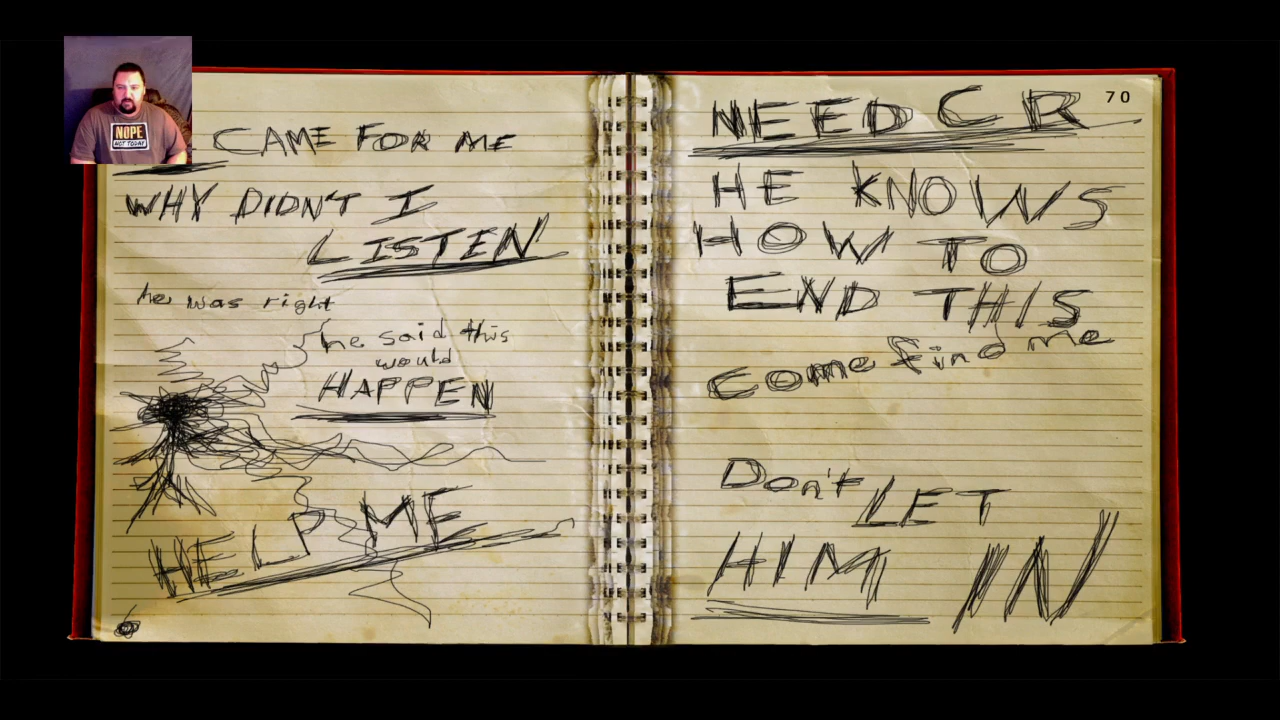 NOPE
NOT TODAY
CAME FOR ME
WHY DIDN'T I
LISTEN
he was right
he said this
would
HAPPEN
HELP ME
70
NEED CR
HE KNOWS
HOW TO
END THIS
come find me
Don't LET
HIM IN